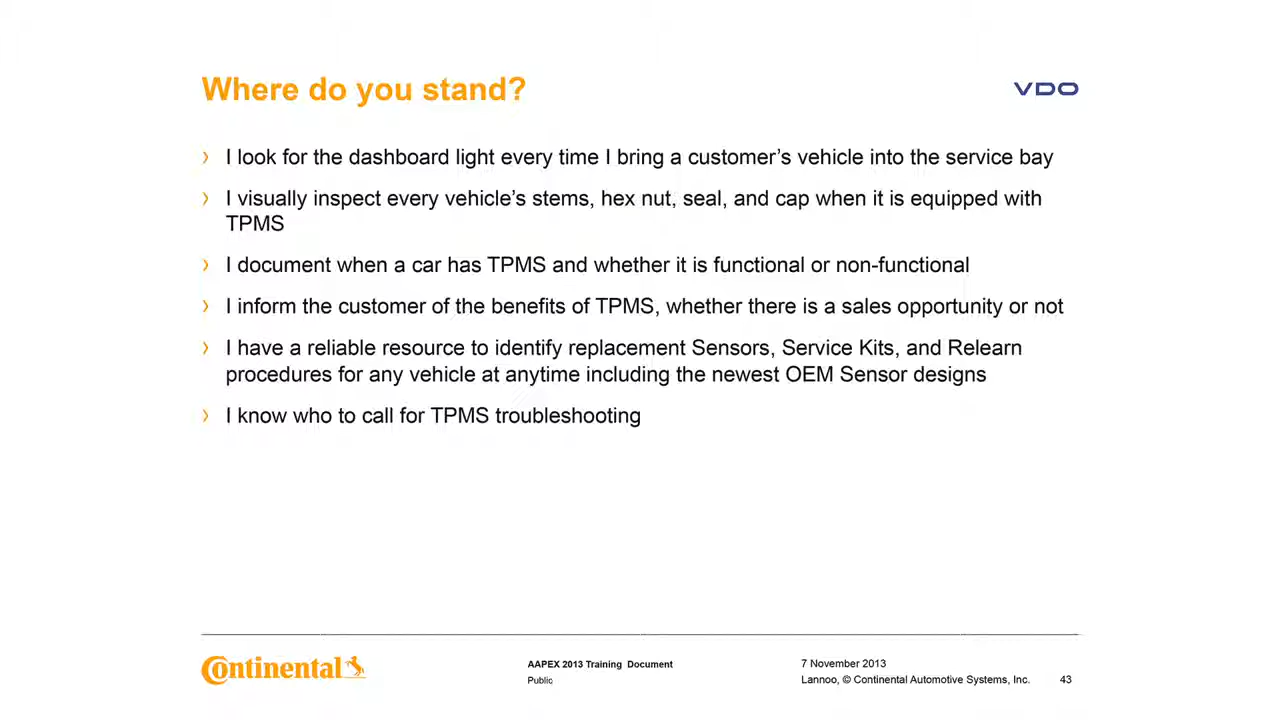 Where do you stand?
VDO
› I look for the dashboard light every time I bring a customer’s vehicle into the service bay
› I visually inspect every vehicle’s stems, hex nut, seal, and cap when it is equipped with
TPMS
› I document when a car has TPMS and whether it is functional or non-functional
› I inform the customer of the benefits of TPMS, whether there is a sales opportunity or not
› I have a reliable resource to identify replacement Sensors, Service Kits, and Relearn
procedures for any vehicle at anytime including the newest OEM Sensor designs
› I know who to call for TPMS troubleshooting
Continental
AAPEX 2013 Training Document
Public
7 November 2013
Lannoo, © Continental Automotive Systems, Inc.
43